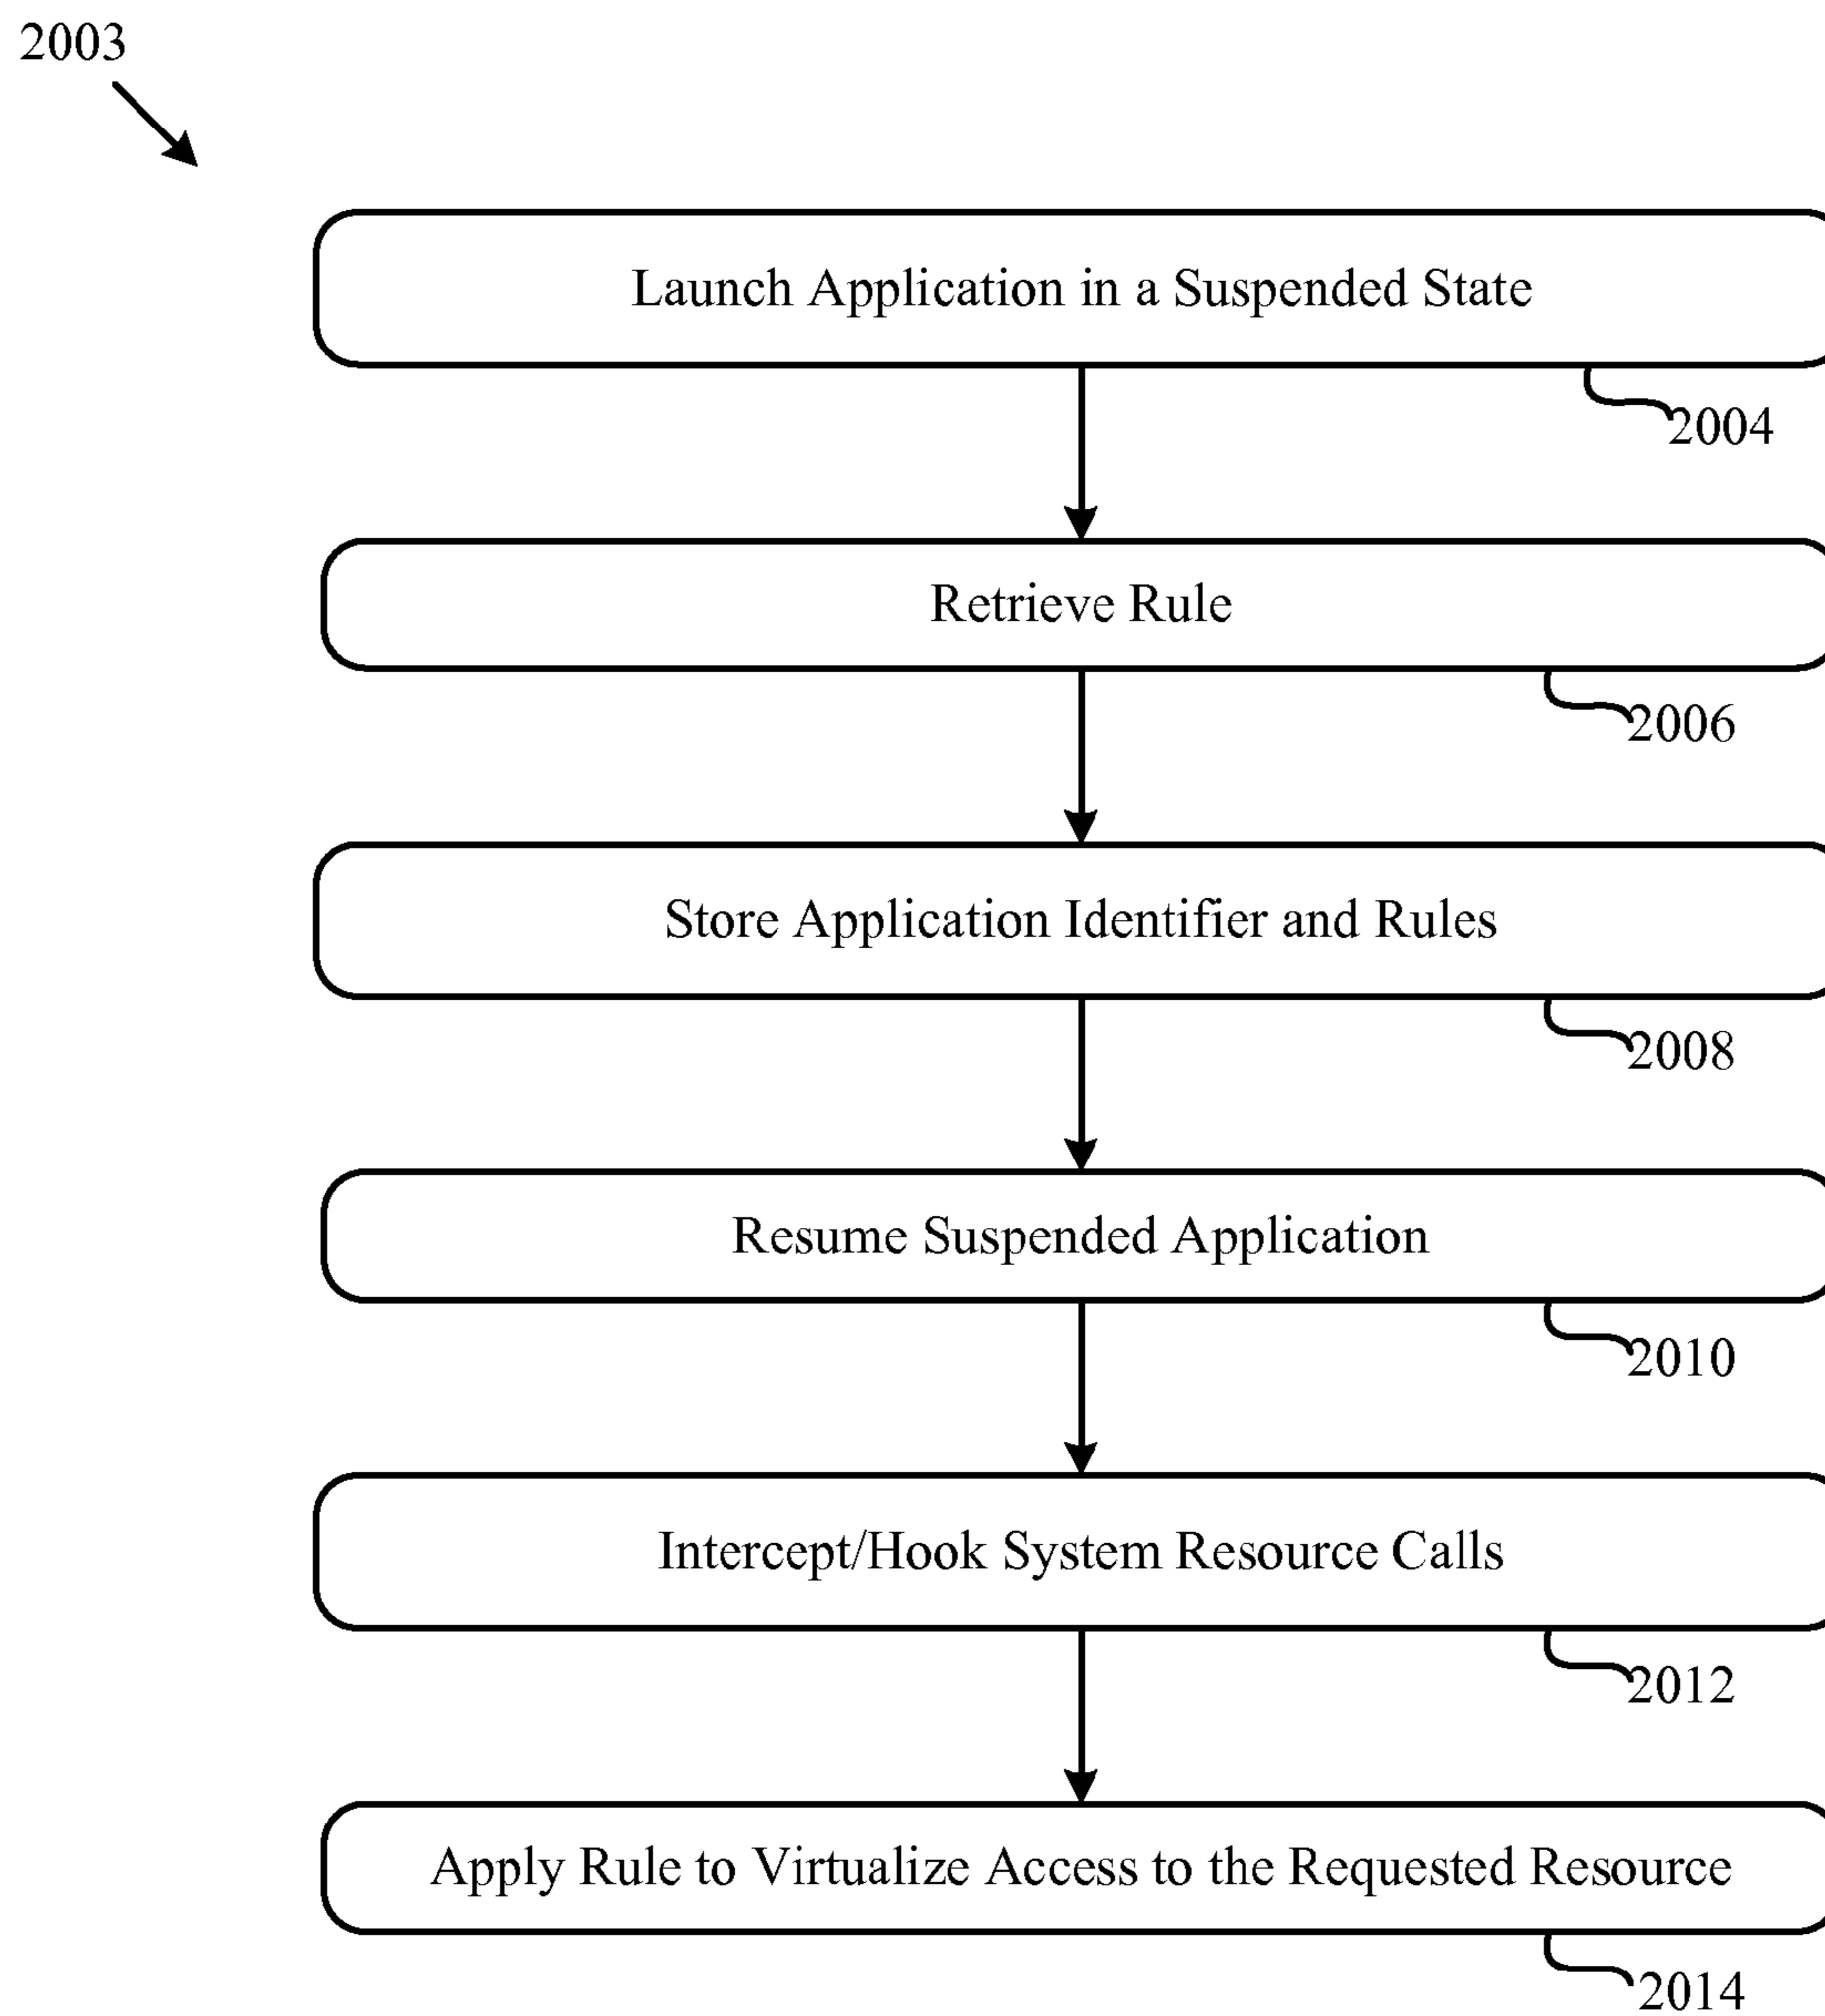 2003
Launch Application in a Suspended State
2004
Retrieve Rule
2006
Store Application Identifier and Rules
2008
Resume Suspended Application
2010
Intercept/Hook System Resource Calls
2012
Apply Rule to Virtualize Access to the Requested Resource
2014